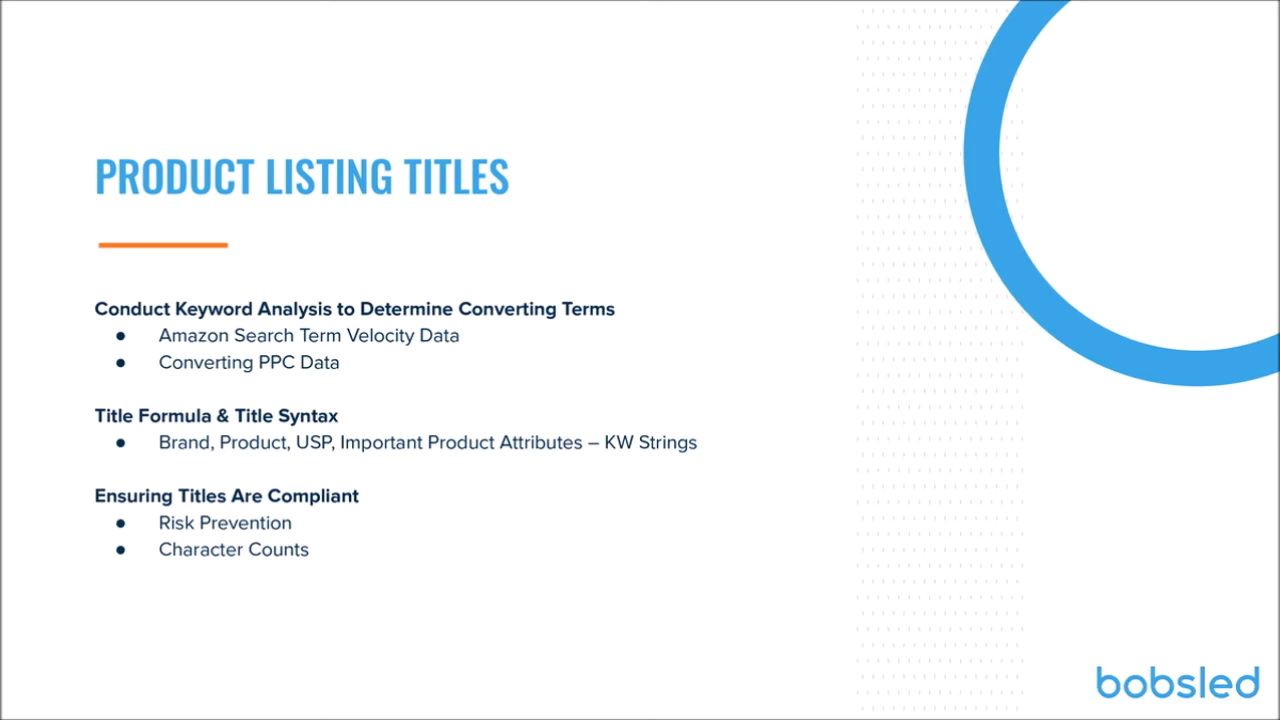 PRODUCT LISTING TITLES
Conduct Keyword Analysis to Determine Converting Terms
● Amazon Search Term Velocity Data
● Converting PPC Data
Title Formula & Title Syntax
● Brand, Product, USP, Important Product Attributes – KW Strings
Ensuring Titles Are Compliant
● Risk Prevention
● Character Counts
bobsled